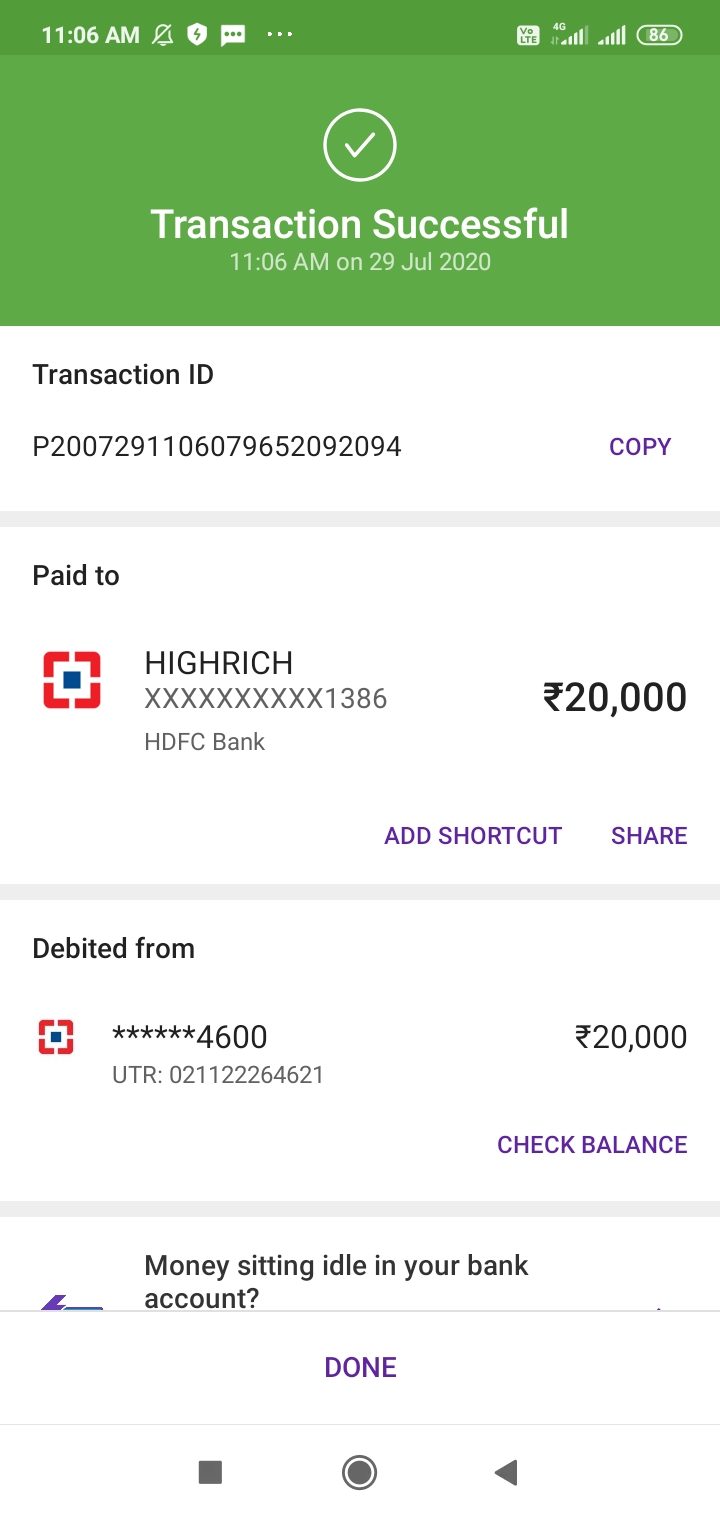 11:06 AM
Vo LTE 4G 86
Transaction Successful
11:06 AM on 29 Jul 2020
Transaction ID
P2007291106079652092094 COPY
Paid to
HIGHRICH
XXXXXXXXXX1386 ₹20,000
HDFC Bank
ADD SHORTCUT SHARE
Debited from
******4600 ₹20,000
UTR: 021122264621
CHECK BALANCE
Money sitting idle in your bank
account?
DONE